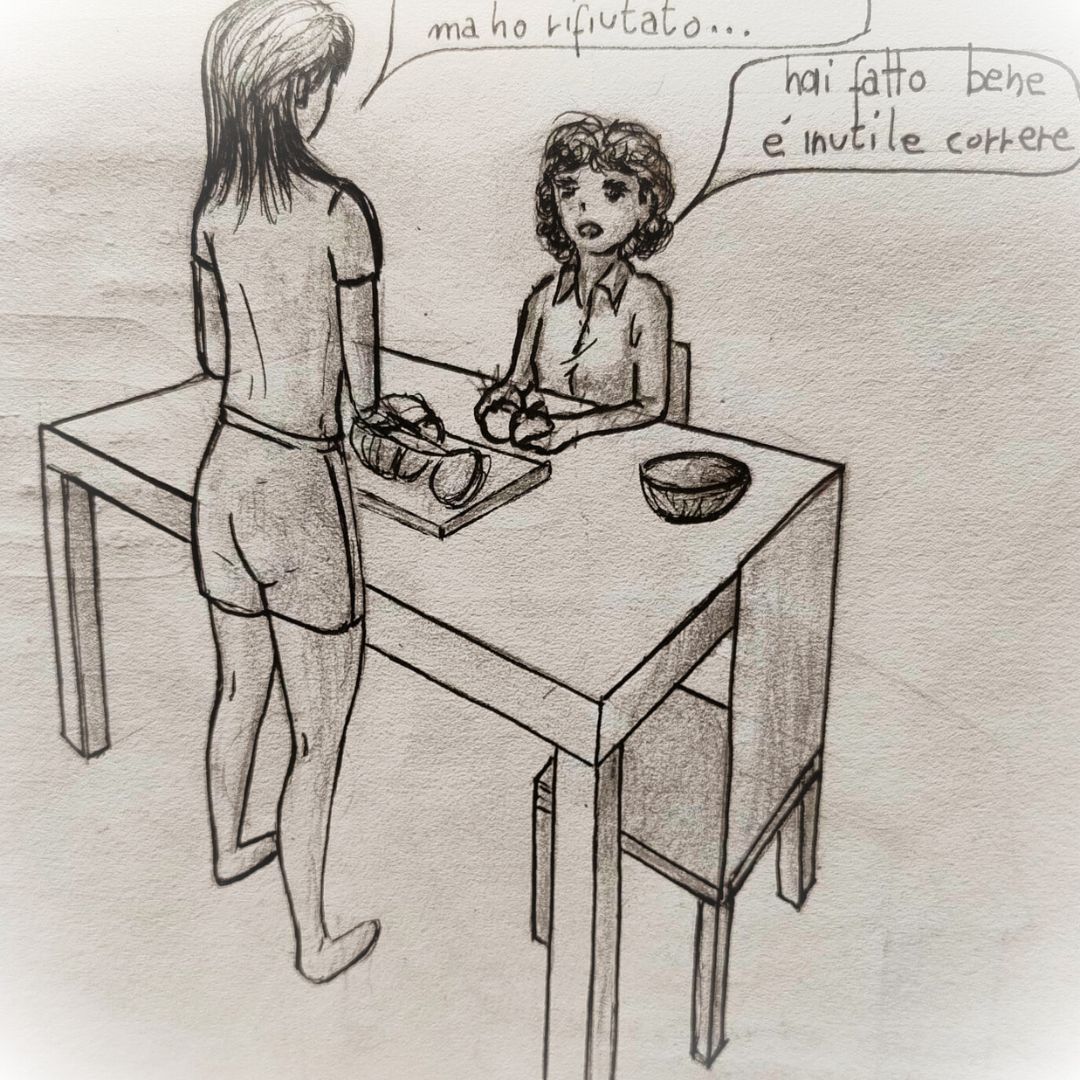 ma ho rifiutato...
hai fatto bene
é inutile correre